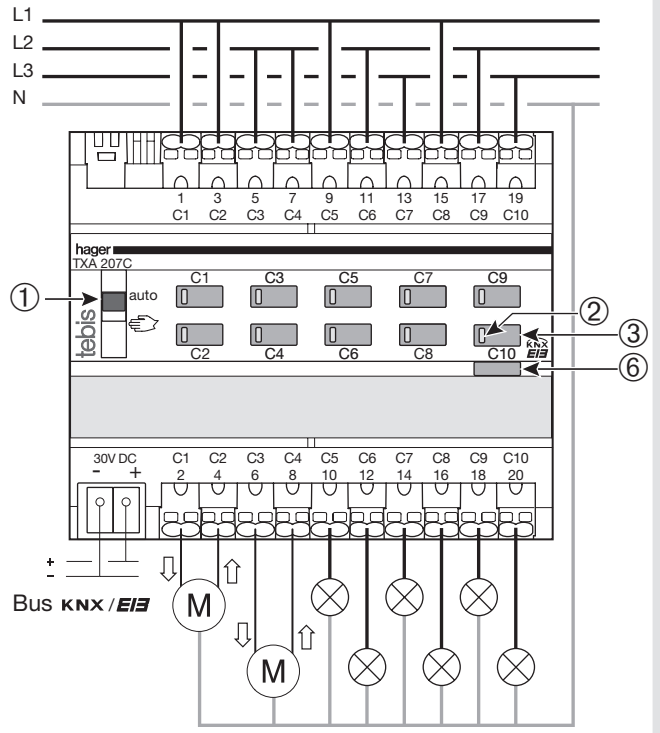 L1
L2
L3
N
1 3 5 7 9 11 13 15 17 19
C1 C2 C3 C4 C5 C6 C7 C8 C9 C10
hager
TXA 207C
C1 C3 C5 C7 C9
① auto
②
③
tebis
KNX
EIB
C2 C4 C6 C8 C10
⑥
30V DC C1 C2 C3 C4 C5 C6 C7 C8 C9 C10
- + 2 4 6 8 10 12 14 16 18 20
+
-
Bus KNX / EIB
M
M